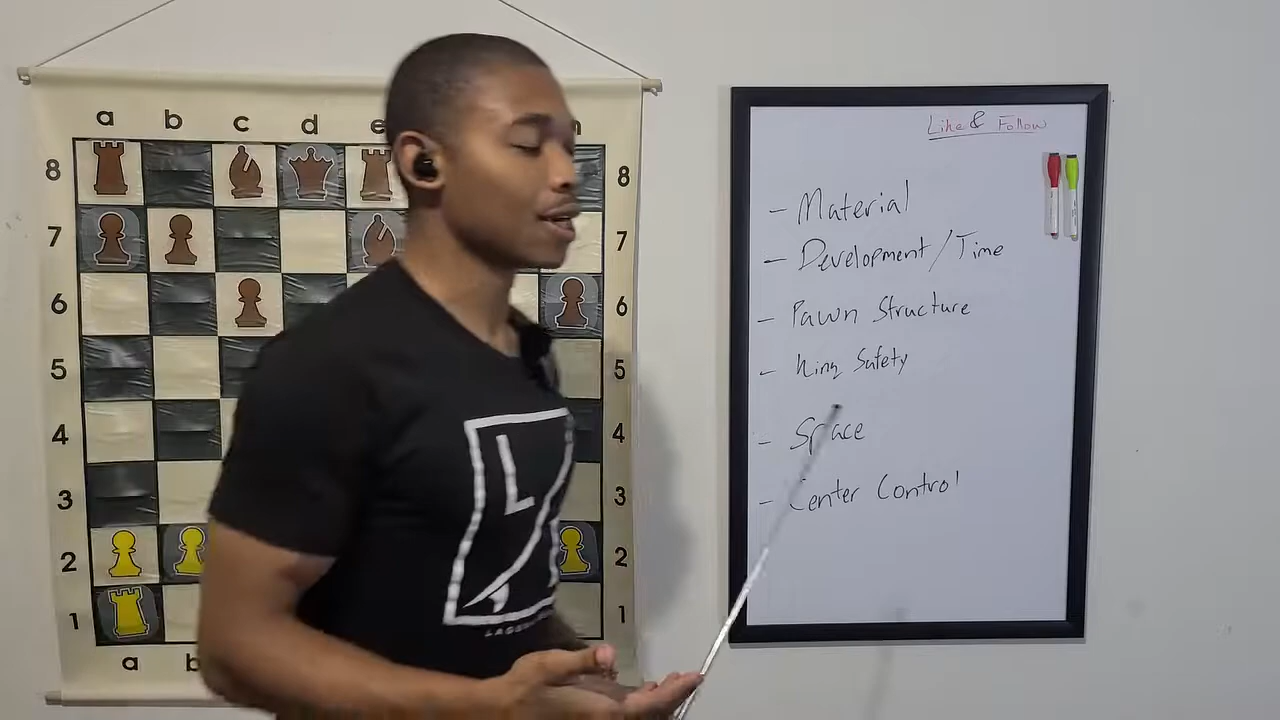 a b c d e
8 8
7 7
6 6
5 5
4 4
3 3
2 2
1 1
a b
Like & Follow
- Material
- Development/Time
- Pawn Structure
- King Safety
- Space
- Center Control
L